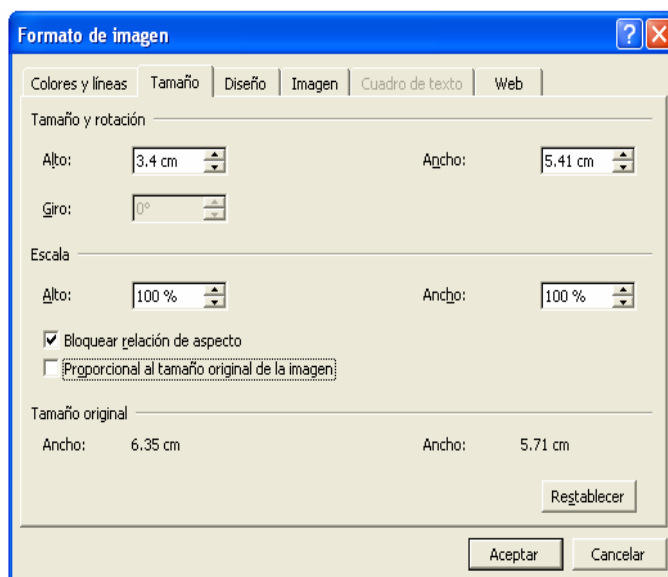 Formato de imagen
Colores y líneas Tamaño Diseño Imagen Cuadro de texto Web
Tamaño y rotación
Alto: 3.4 cm Ancho: 5.41 cm
Giro: 0°
Escala
Alto: 100 % Ancho: 100 %
Bloquear relación de aspecto
Proporcional al tamaño original de la imagen
Tamaño original
Ancho: 6.35 cm Ancho: 5.71 cm
Restablecer
Aceptar Cancelar